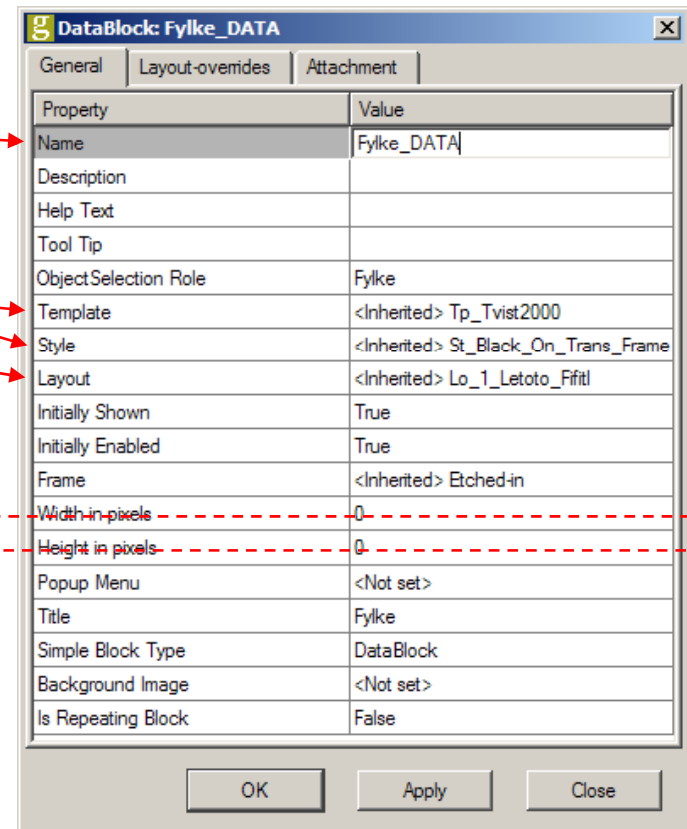 DataBlock: Fylke_DATA
General Layout-overrides Attachment
Property Value
Name Fylke_DATA
Description
Help Text
Tool Tip
ObjectSelection Role Fylke
Template <Inherited> Tp_Tvist2000
Style <Inherited> St_Black_On_Trans_Frame
Layout <Inherited> Lo_1_Letoto_Fifitl
Initially Shown True
Initially Enabled True
Frame <Inherited> Etched-in
Width in pixels 0
Height in pixels 0
Popup Menu <Not set>
Title Fylke
Simple Block Type DataBlock
Background Image <Not set>
Is Repeating Block False
OK Apply Close